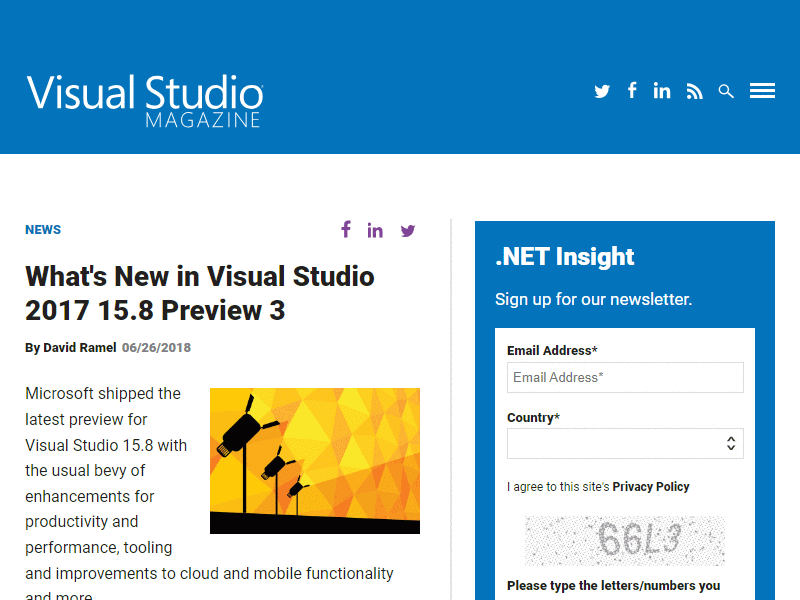 Visual Studio
MAGAZINE
NEWS
What's New in Visual Studio
2017 15.8 Preview 3
By David Ramel 06/26/2018
Microsoft shipped the
latest preview for
Visual Studio 15.8 with
the usual bevy of
enhancements for
productivity and
performance, tooling
and improvements to cloud and mobile functionality
and more.
.NET Insight
Sign up for our newsletter.
Email Address*
Email Address*
Country*
I agree to this site's Privacy Policy
66L3
Please type the letters/numbers you